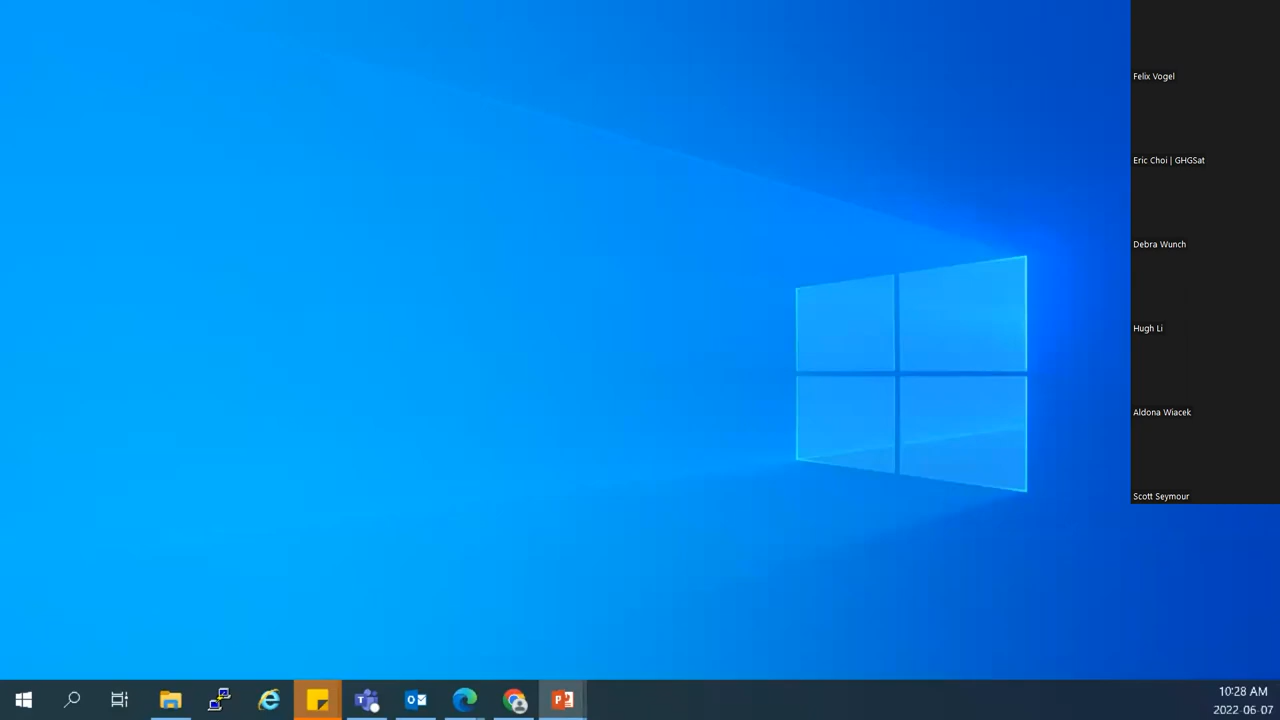 Felix Vogel
Eric Choi | GHGSat
Debra Wunch
Hugh Li
Aldona Wiacek
Scott Seymour
10:28 AM
2022-06-07